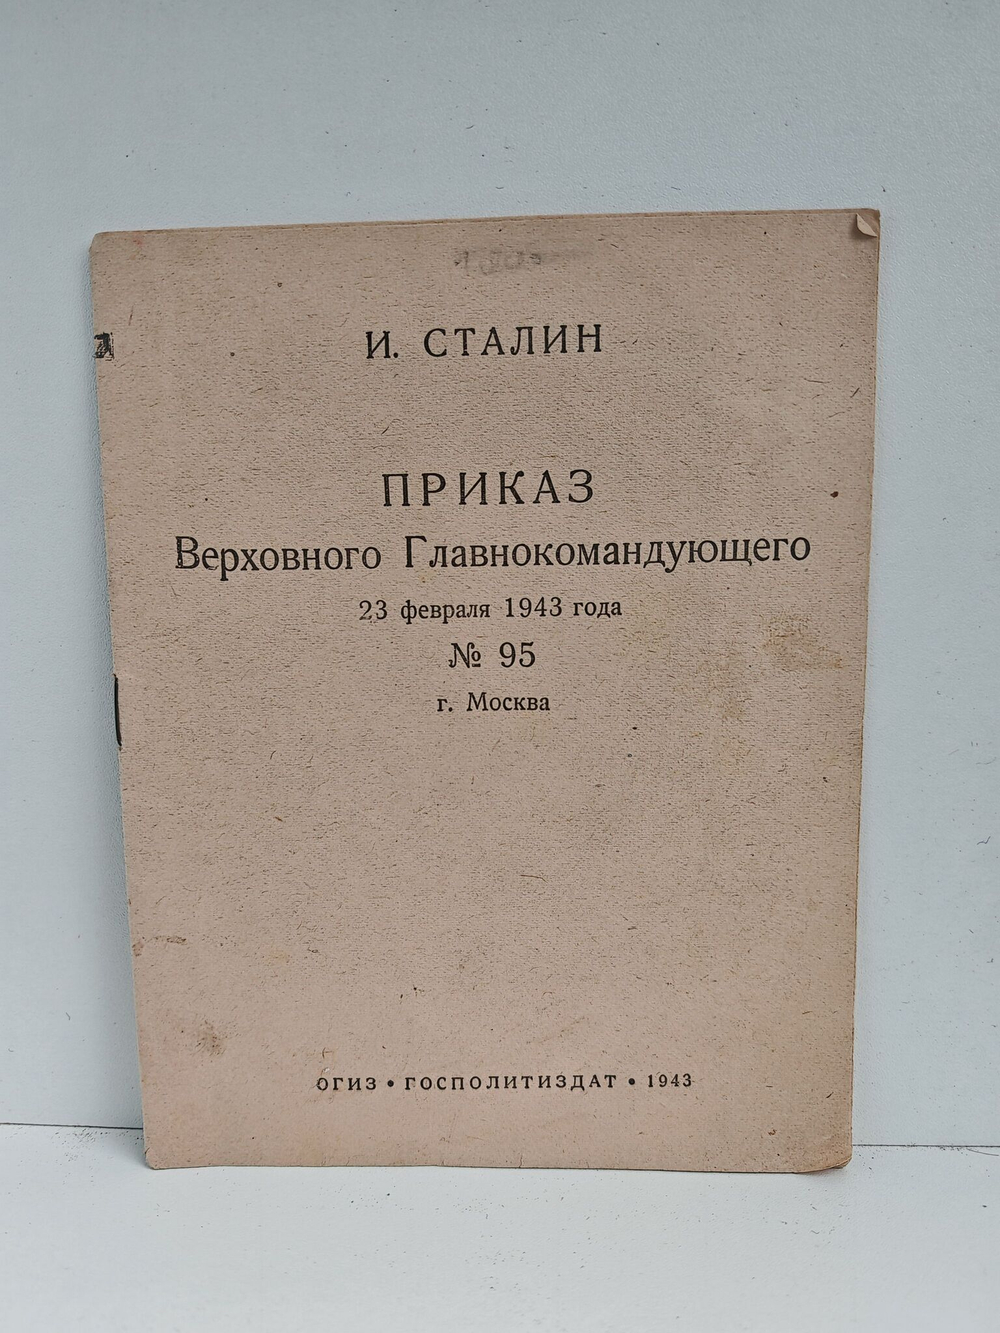 И. СТАЛИН
ПРИКАЗ
Верховного Главнокомандующего
23 февраля 1943 года
№ 95
г. Москва
ОГИЗ • ГОСПОЛИТИЗДАТ • 1943